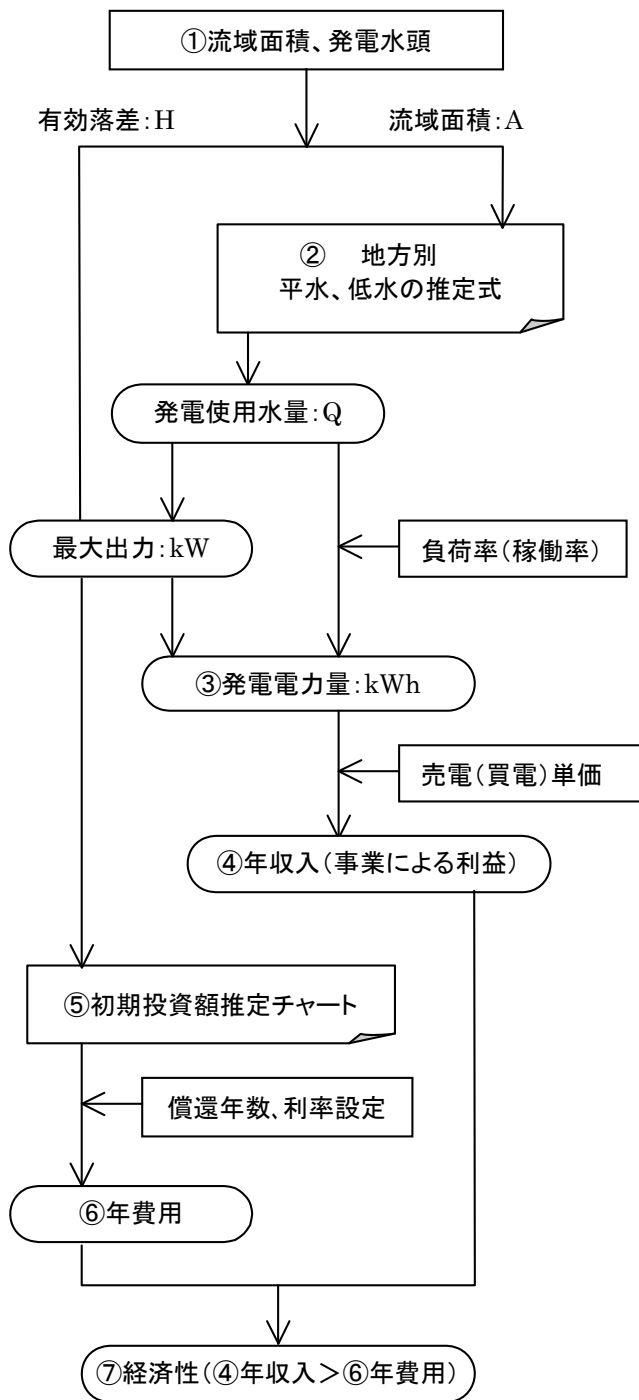 ①流域面積、発電水頭
有効落差:H
流域面積:A
② 地方別
平水、低水の推定式
発電使用水量:Q
最大出力:kW
負荷率(稼働率)
③発電電力量:kWh
売電(買電)単価
④年収入(事業による利益)
⑤初期投資額推定チャート
償還年数、利率設定
⑥年費用
⑦経済性(④年収入>⑥年費用)